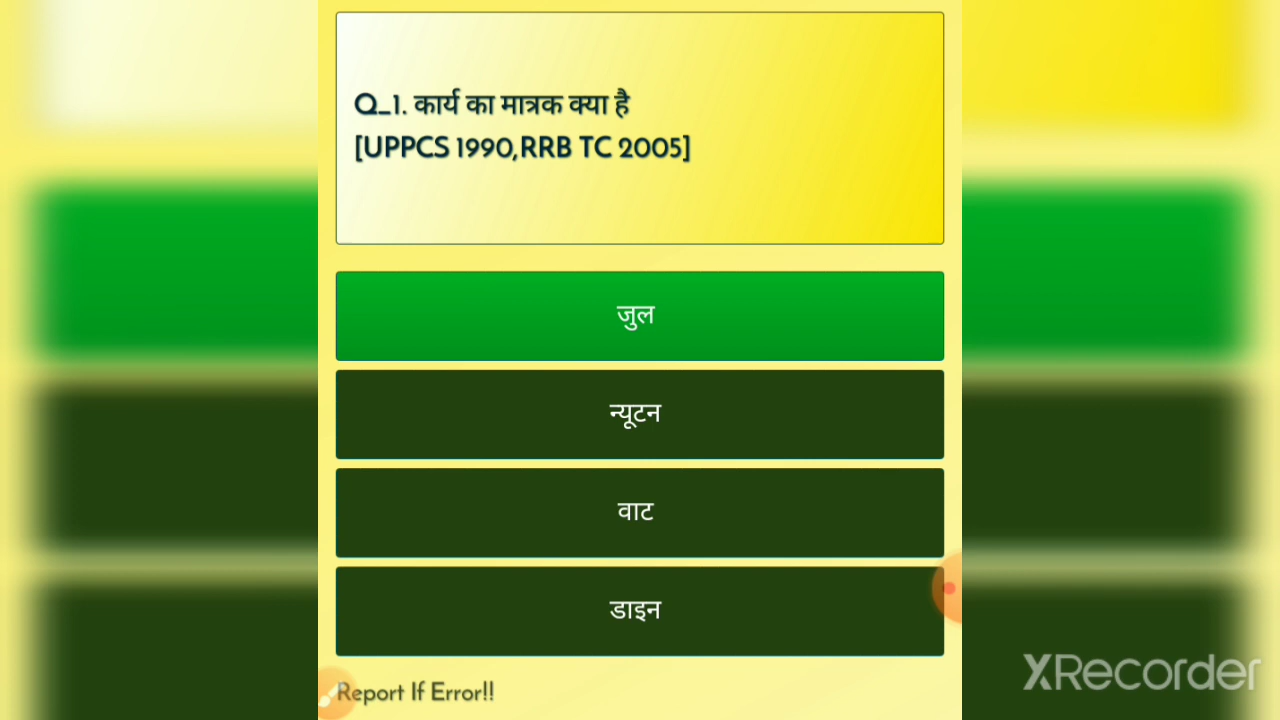 Q_1. कार्य का मात्रक क्या है
[UPPCS 1990,RRB TC 2005]
जुल
न्यूटन
वाट
डाइन
Report If Error!!
XRecorder